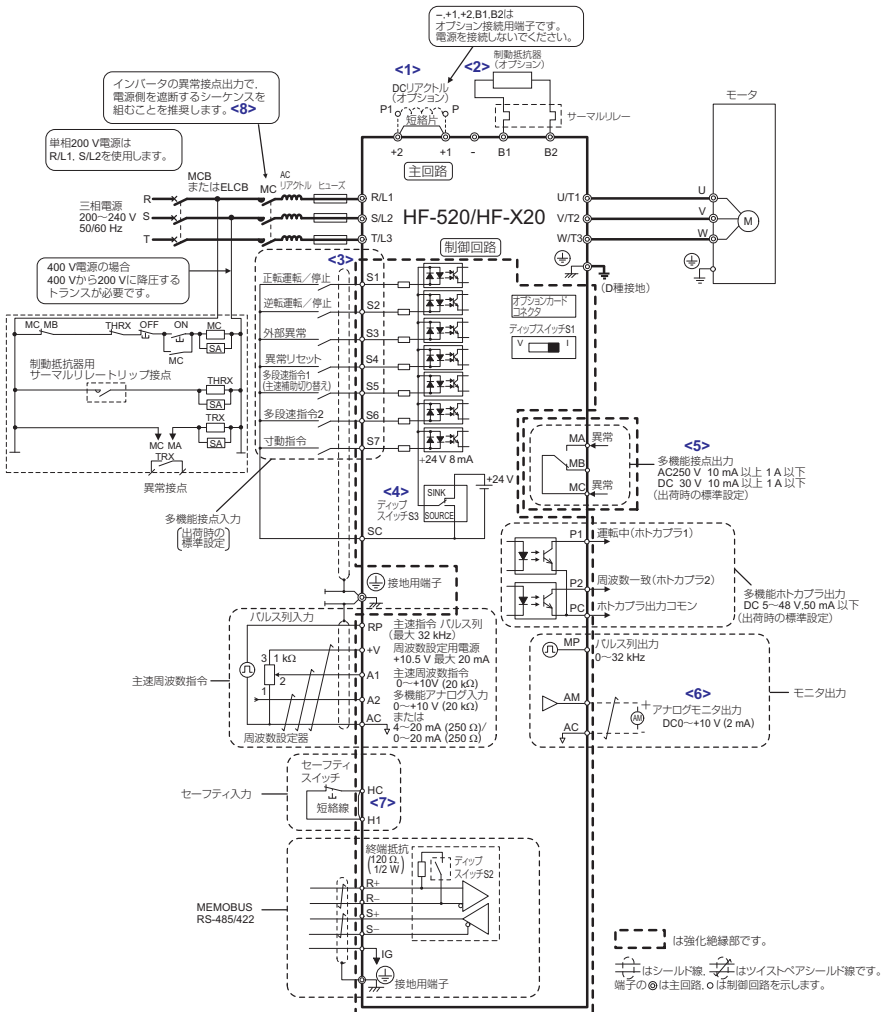 −,+1,+2,B1,B2は
オプション接続用端子です。
電源を接続しないでください。
<1>
<2>
制動抵抗器
(オプション)
DCリアクトル
(オプション)
P1
P
短絡片
サーマルリレー
モータ
インバータの異常接点出力で、
電源側を遮断するシーケンスを
組むことを推奨します。<8>
単相200 V電源は
R/L1, S/L2を使用します。
+2
+1
-
B1
B2
主回路
MCB
またはELCB
MC
AC
リアクトル
ヒューズ
三相電源
200～240 V
50/60 Hz
R
S
T
R/L1
S/L2
T/L3
HF-520/HF-X20
U/T1
V/T2
W/T3
U
V
W
M
(D種接地)
制御回路
400 V電源の場合
400 Vから200 Vに降圧する
トランスが必要です。
<3>
正転運転/停止
S1
逆転運転/停止
S2
外部異常
S3
異常リセット
S4
多段速指令1
(主速補助切り替え)
S5
多段速指令2
S6
寸動指令
S7
+24 V 8 mA
オプションカード
コネクタ
ディップスイッチS1
V
I
MC MB
THRX
OFF
ON
MC
SA
MC
制動抵抗器用
サーマルリレートリップ接点
THRX
SA
TRX
SA
MC MA
TRX
異常接点
多機能接点入力
(出荷時の
標準設定)
<4>
ディップ
スイッチS3
SINK
SOURCE
+24 V
SC
MA
異常
MB
MC
異常
<5>
多機能接点出力
AC250 V 10 mA 以上 1 A 以下
DC 30 V 10 mA 以上 1 A 以下
(出荷時の標準設定)
接地用端子
P1
運転中(ホトカプラ1)
P2
周波数一致(ホトカプラ2)
PC
ホトカプラ出力コモン
多機能ホトカプラ出力
DC 5～48 V,50 mA 以下
(出荷時の標準設定)
主速周波数指令
パルス列入力
RP
主速指令 パルス列
(最大 32 kHz)
+V
周波数設定用電源
+10.5 V 最大 20 mA
3
1 kΩ
2
1
A1
主速周波数指令
0～+10V (20 kΩ)
A2
多機能アナログ入力
0～+10 V (20 kΩ)
AC
または
4～20 mA (250 Ω)/
0～20 mA (250 Ω)
周波数設定器
MP
パルス列出力
0～32 kHz
AM
<6>
+
AM
アナログモニタ出力
DC0～+10 V (2 mA)
AC
−
モニタ出力
セーフティ入力
セーフティ
スイッチ
短絡線
HC
<7>
H1
終端抵抗
(120 Ω,
1/2 W)
ディップ
スイッチS2
MEMOBUS
RS-485/422
R+
R−
S+
S−
IG
接地用端子
は強化絶縁部です。
はシールド線, はツイストペアシールド線です。
端子の◎は主回路,○は制御回路を示します。